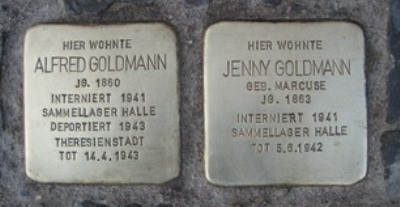 HIER WOHNTE
ALFRED GOLDMANN
JG. 1860
INTERNIERT 1941
SAMMELLAGER HALLE
DEPORTIERT 1943
THERESIENSTADT
TOT 14.4.1943
HIER WOHNTE
JENNY GOLDMANN
GEB. MARCUSE
JG. 1863
INTERNIERT 1941
SAMMELLAGER HALLE
TOT 5.6.1942